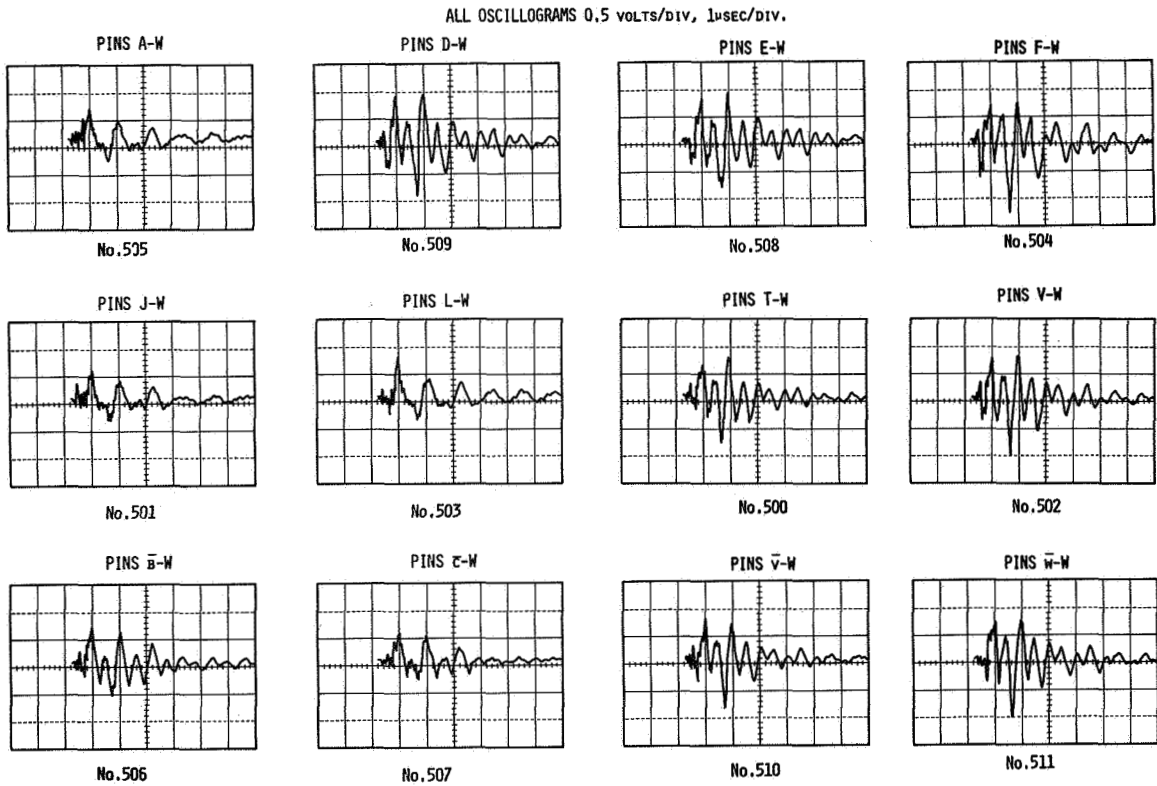 ALL OSCILLOGRAMS 0.5 VOLTS/DIV, 1µSEC/DIV.
PINS A-W
PINS D-W
PINS E-W
PINS F-W
No.505
No.509
No.508
No.504
PINS J-W
PINS L-W
PINS T-W
PINS V-W
No.501
No.503
No.500
No.502
PINS B̅-W
PINS C̅-W
PINS V̅-W
PINS W̅-W
No.506
No.507
No.510
No.511